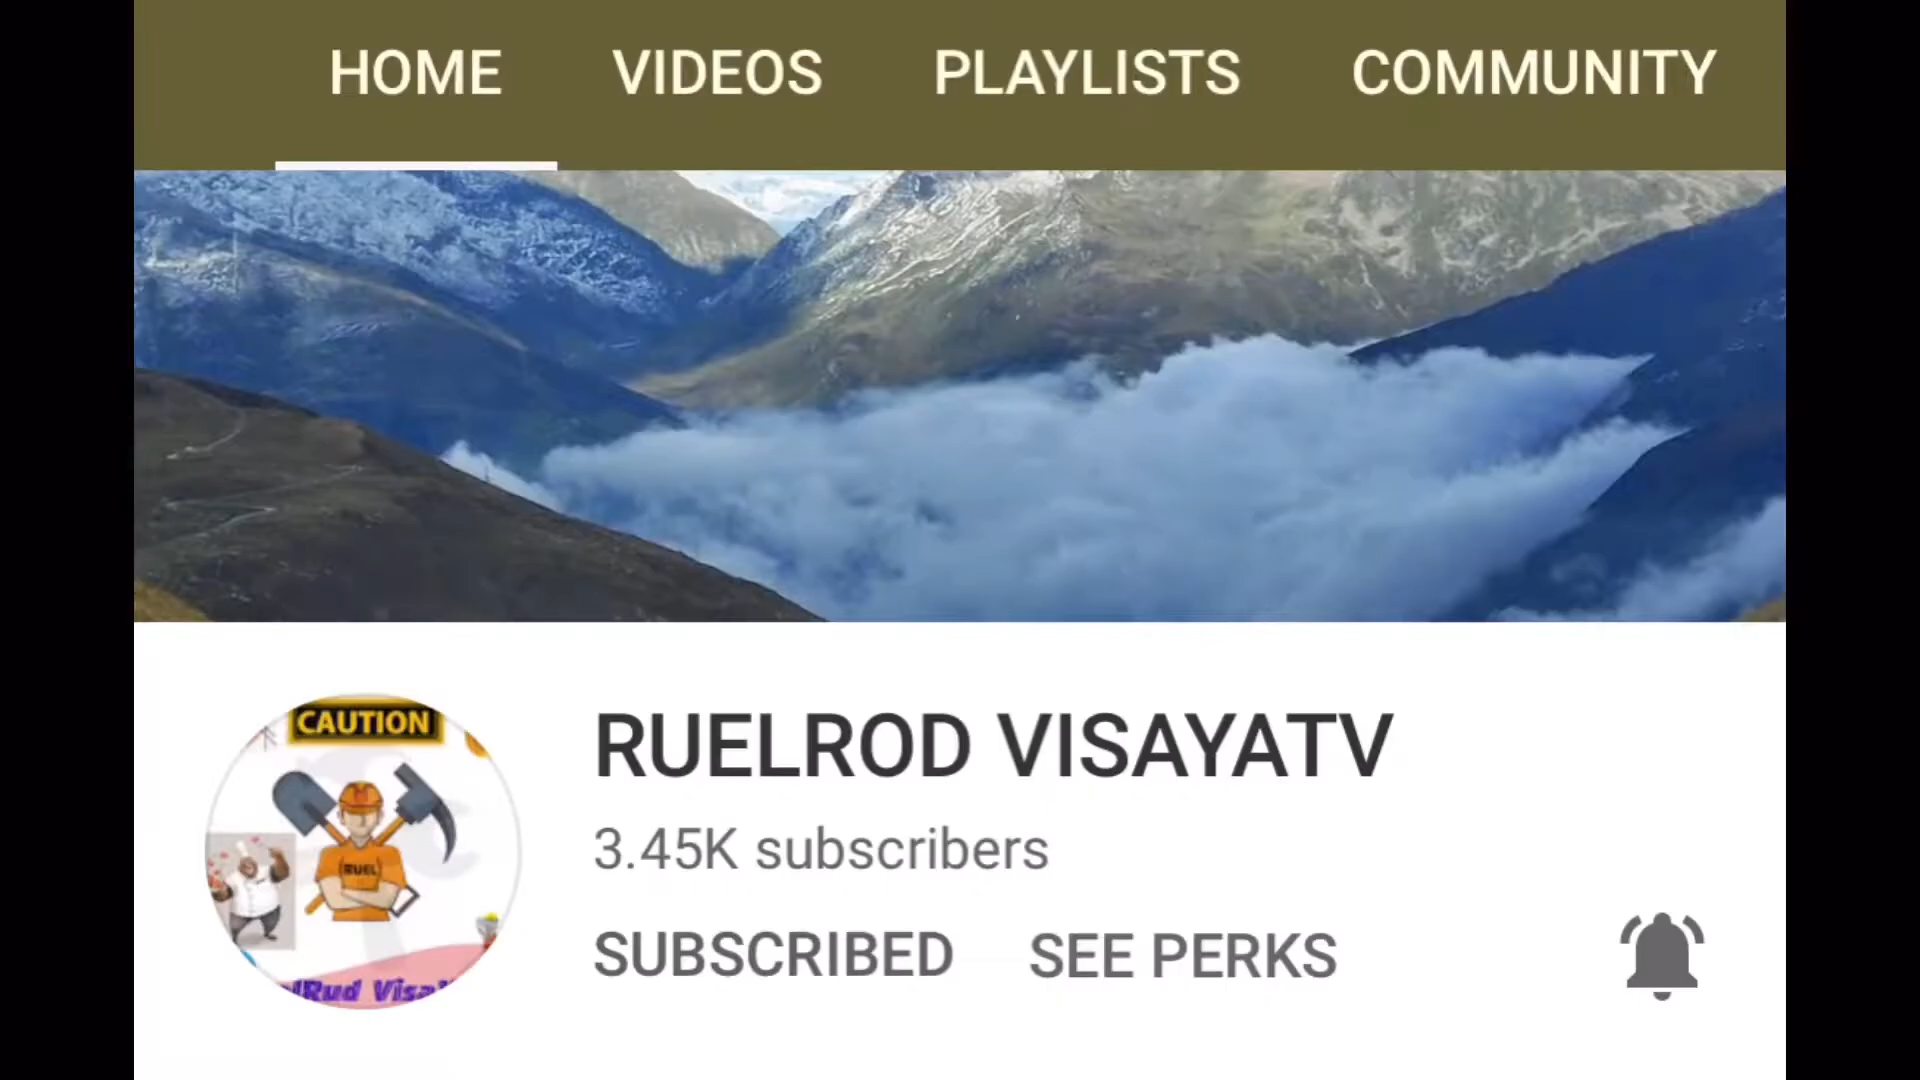 HOME VIDEOS PLAYLISTS COMMUNITY
CAUTION
RUEL
RUELROD VISAYATV
3.45K subscribers
SUBSCRIBED SEE PERKS